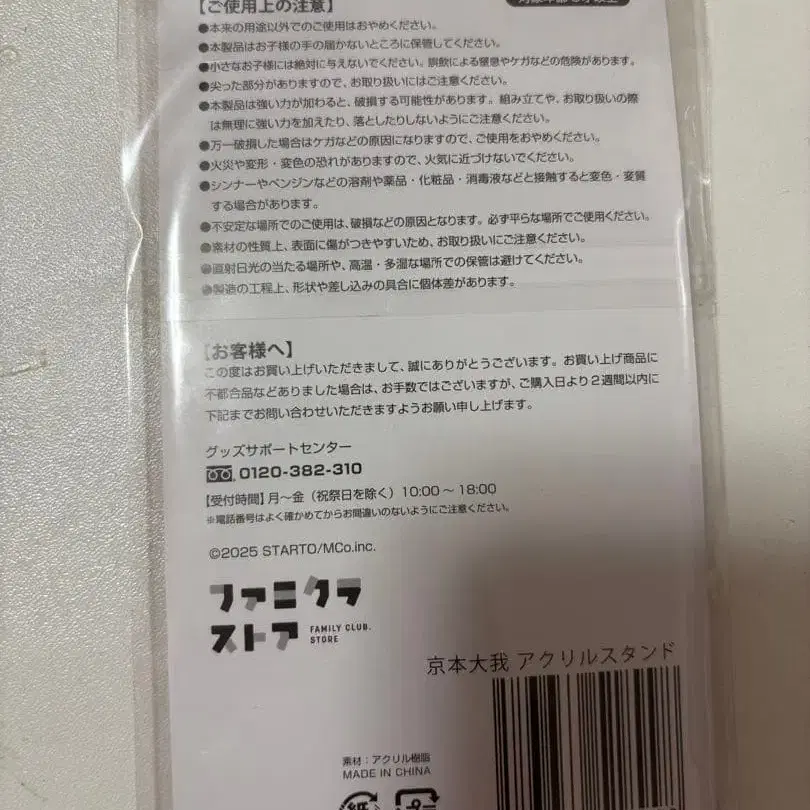 【ご使用上の注意】
●本来の用途以外でのご使用はおやめください。
●本製品はお子様の手の届かないところに保管してください。
●小さなお子様には絶対に与えないでください。誤飲による窒息やケガなどの危険があります。
●尖った部分がありますので、お取り扱いにはご注意ください。
●本製品は強い力が加わると、破損する可能性があります。組み立てや、お取り扱いの際
は無理に強い力を加えたり、落としたりしないようにご注意ください。
●万一破損した場合はケガなどの原因になりますので、ご使用をおやめください。
●火災や変形・変色の恐れがありますので、火気に近づけないでください。
●シンナーやベンジンなどの溶剤や薬品・化粧品・消毒液などと接触すると変色・変質
する場合があります。
●不安定な場所でのご使用は、破損などの原因となります。必ず平らな場所でご使用ください。
●素材の性質上、表面に傷がつきやすいため、お取り扱いにご注意ください。
●直射日光の当たる場所や、高温・多湿な場所での保管は避けてください。
●製造の工程上、形状や差し込みの具合に個体差があります。
【お客様へ】
この度はお買い上げいただきまして、誠にありがとうございます。お買い上げ商品に
不都合品などありました場合は、お手数ではございますが、ご購入日より2週間以内に
下記までお問い合わせいただきますようお願い申し上げます。
グッズサポートセンター
0120-382-310
【受付時間】月〜金（祝祭日を除く）10:00〜18:00
※電話番号はよく確かめてからお間違いのないようにご注意ください。
©2025 STARTO/MCo.inc.
ファミクラ
ストア
FAMILY CLUB.
STORE
京本大我 アクリルスタンド
素材：アクリル樹脂
MADE IN CHINA
紙